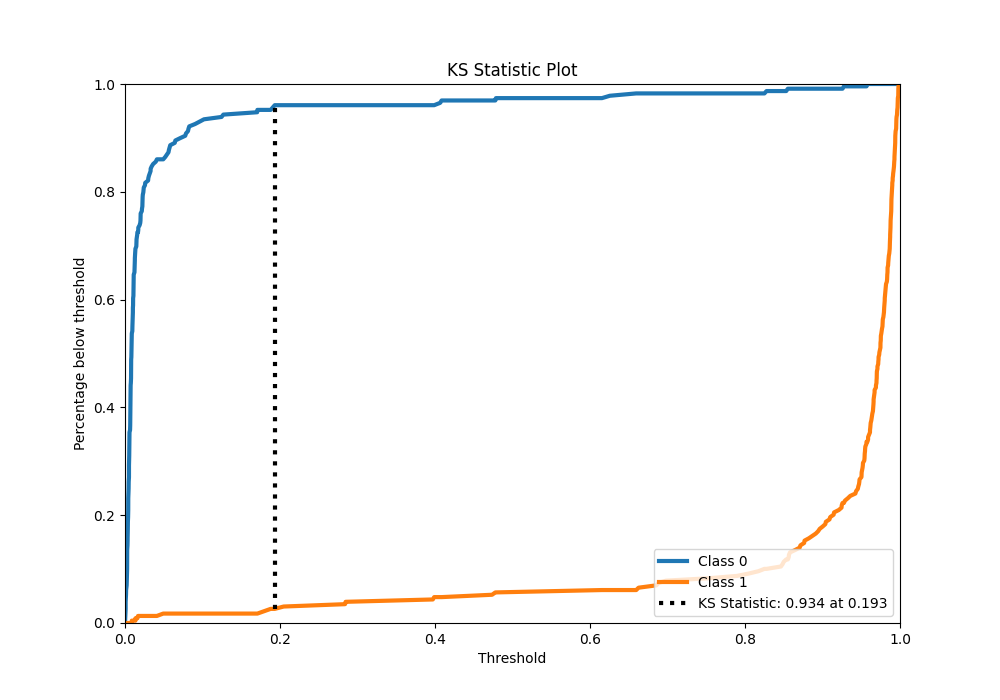 KS Statistic Plot
Percentage below threshold
1.0
0.8
0.6
0.4
0.2
0.0
0.0 0.2 0.4 0.6 0.8 1.0
Threshold
Class 0
Class 1
KS Statistic: 0.934 at 0.193